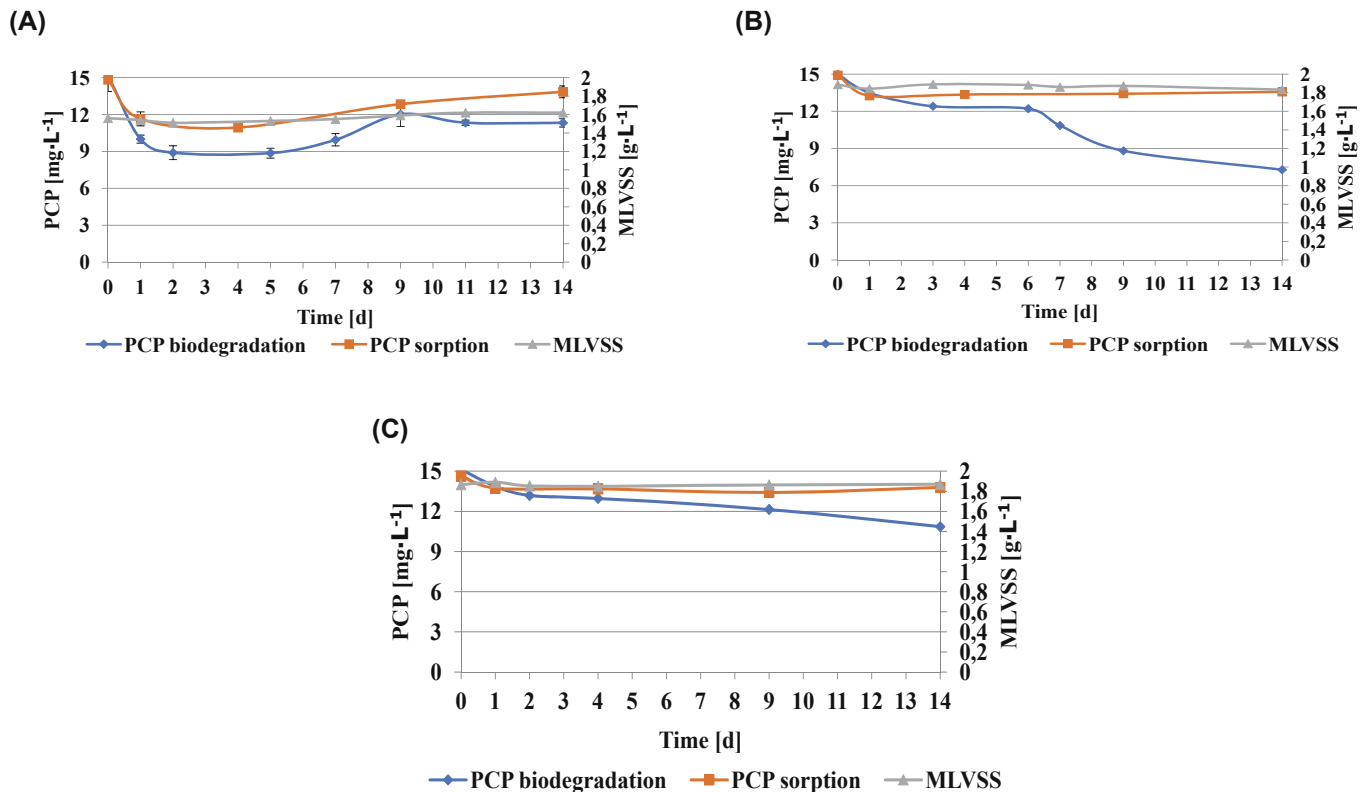 (A)
PCP [mg·L⁻¹]
15
12
9
6
3
0
2
1,8
1,6
1,4
1,2
1
0,8
0,6
0,4
0,2
0
MLVSS [g·L⁻¹]
0 1 2 3 4 5 6 7 8 9 10 11 12 13 14
Time [d]
PCP biodegradation PCP sorption MLVSS
(B)
PCP [mg·L⁻¹]
15
12
9
6
3
0
2
1,8
1,6
1,4
1,2
1
0,8
0,6
0,4
0,2
0
MLVSS [g·L⁻¹]
0 1 2 3 4 5 6 7 8 9 10 11 12 13 14
Time [d]
PCP biodegradation PCP sorption MLVSS
(C)
PCP [mg·L⁻¹]
15
12
9
6
3
0
2
1,8
1,6
1,4
1,2
1
0,8
0,6
0,4
0,2
0
MLVSS [g·L⁻¹]
0 1 2 3 4 5 6 7 8 9 10 11 12 13 14
Time [d]
PCP biodegradation PCP sorption MLVSS